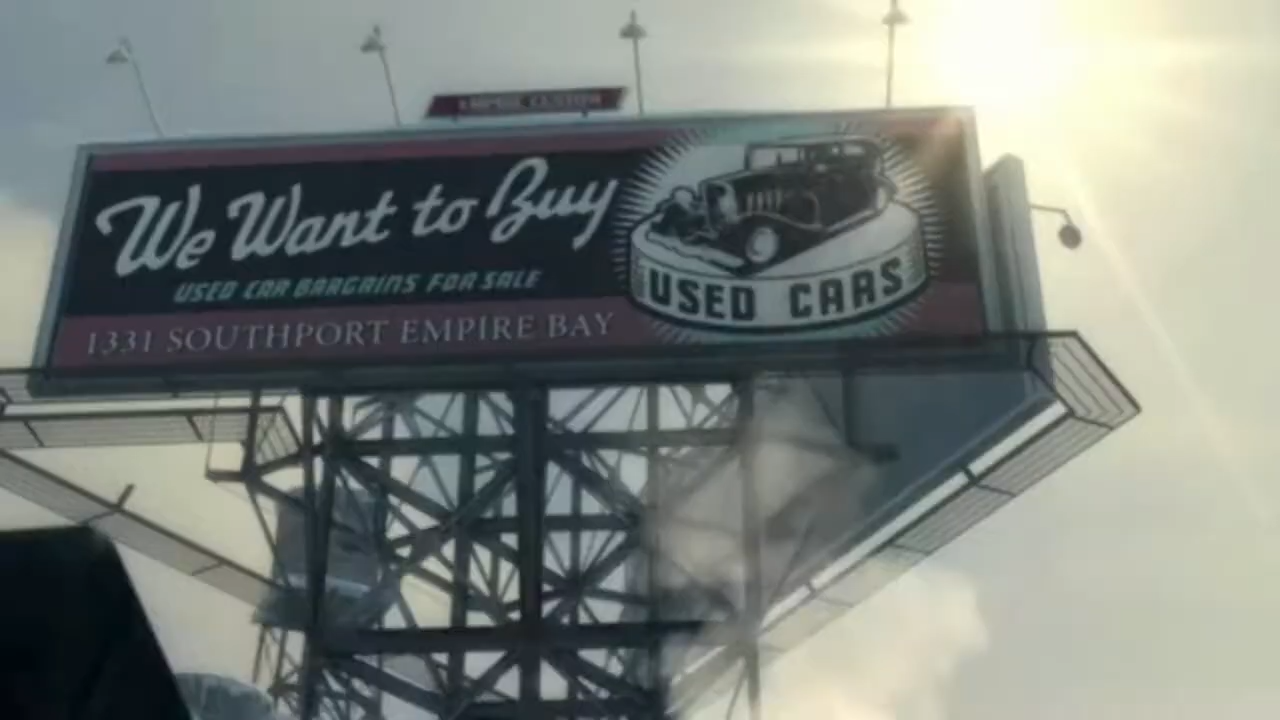 We Want to Buy
USED CAR BARGAINS FOR SALE
1331 SOUTHPORT EMPIRE BAY
USED CARS